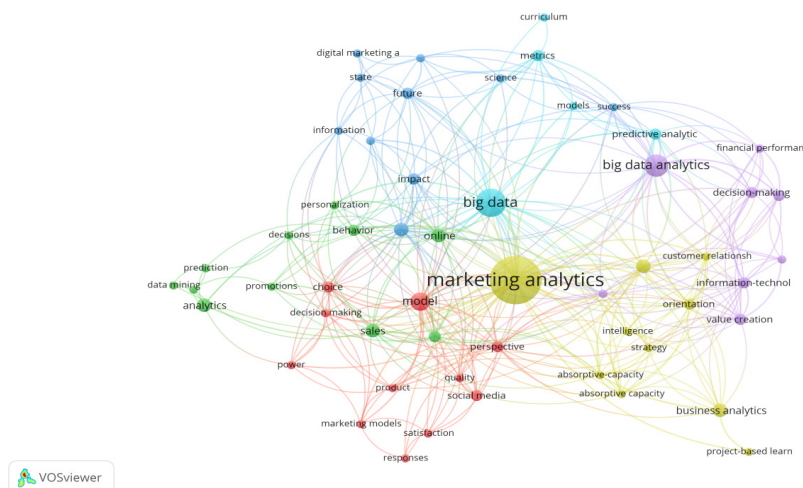 curriculum
digital marketing a
metrics
state
science
future
models
success
information
predictive analytic
financial performan
big data analytics
impact
decision-making
personalization
big data
behavior
online
decisions
customer relationsh
prediction
marketing analytics
data mining
promotions
choice
information-technol
analytics
model
orientation
decision making
value creation
sales
intelligence
perspective
strategy
power
quality
absorptive-capacity
product
social media
absorptive capacity
business analytics
marketing models
satisfaction
project-based learn
responses
VOSviewer